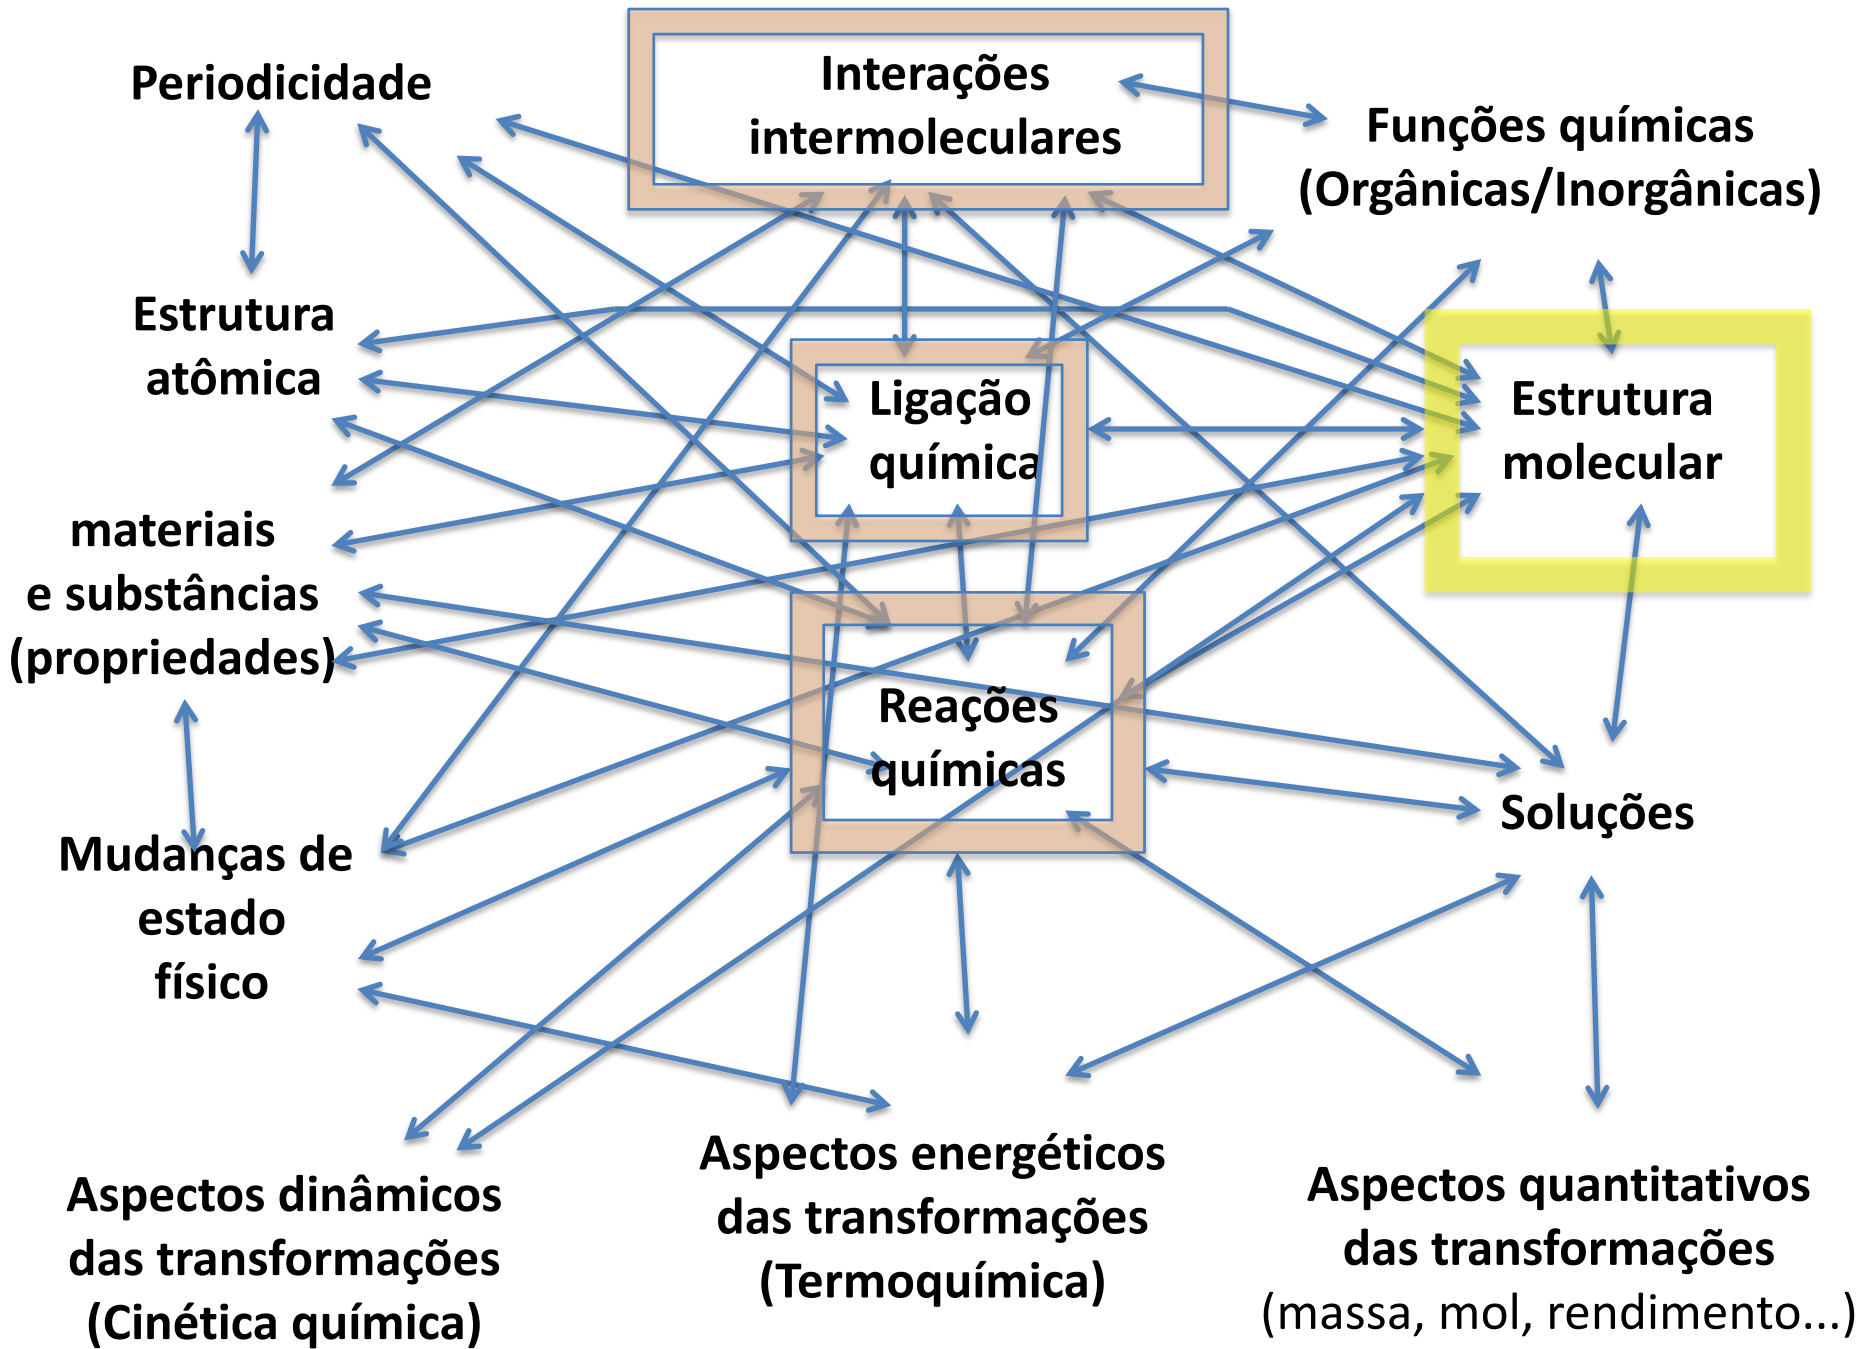 Periodicidade
Interações
intermoleculares
Funções químicas
(Orgânicas/Inorgânicas)
Estrutura
atômica
Ligação
química
Estrutura
molecular
materiais
e substâncias
(propriedades)
Reações
químicas
Soluções
Mudanças de
estado
físico
Aspectos dinâmicos
das transformações
(Cinética química)
Aspectos energéticos
das transformações
(Termoquímica)
Aspectos quantitativos
das transformações
(massa, mol, rendimento...)